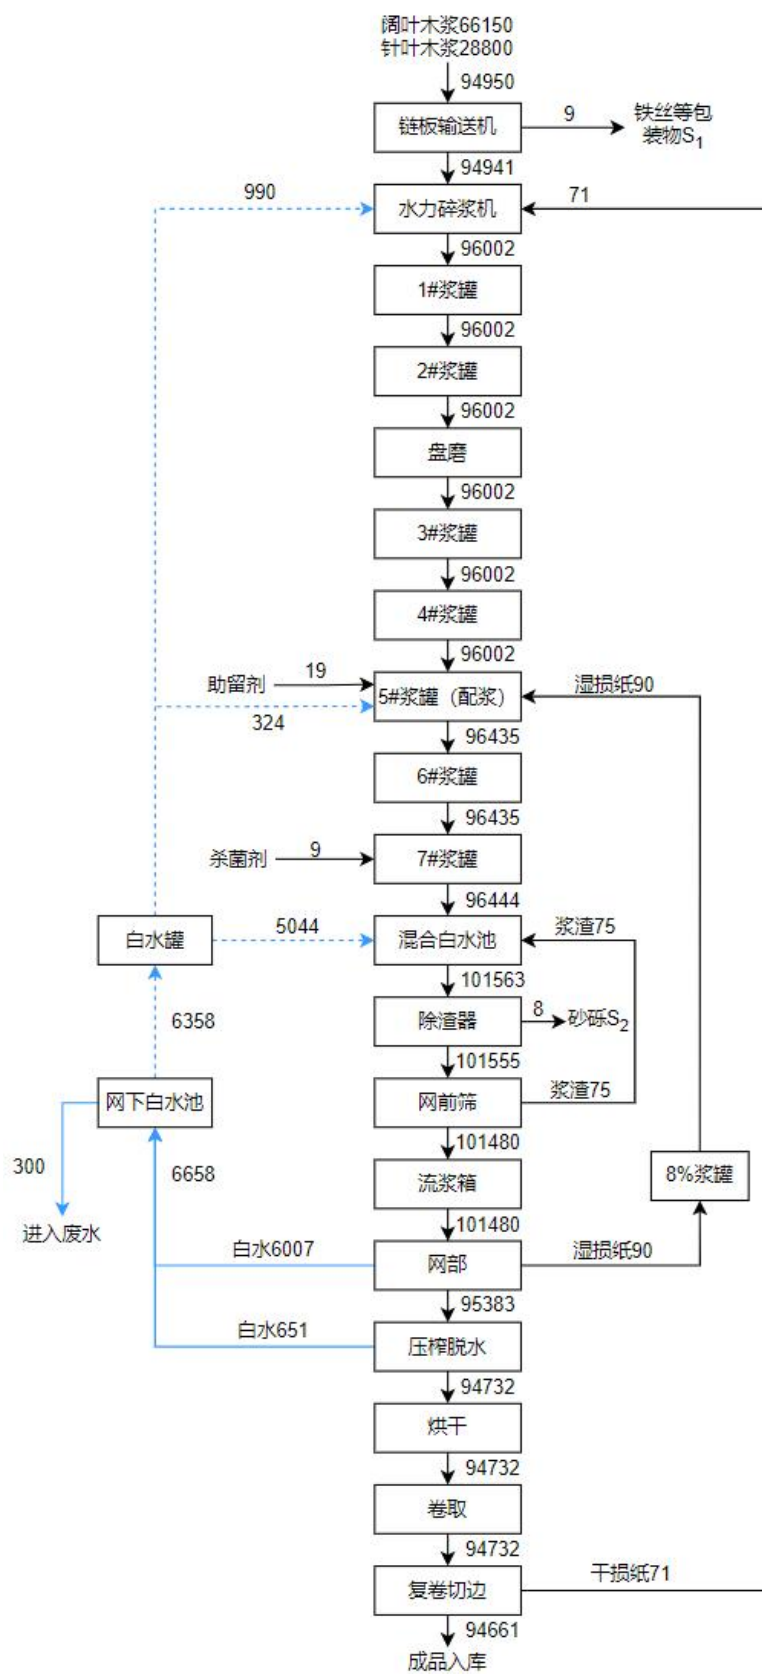 阔叶木浆66150
针叶木浆28800
94950
链板输送机
9
铁丝等包
装物S1
94941
990
水力碎浆机
71
96002
1#浆罐
96002
2#浆罐
96002
盘磨
96002
3#浆罐
96002
4#浆罐
96002
助留剂
19
5#浆罐（配浆）
湿损纸90
324
96435
6#浆罐
96435
杀菌剂
9
7#浆罐
96444
白水罐
5044
混合白水池
浆渣75
101563
6358
除渣器
8
砂砾S2
101555
网下白水池
网前筛
浆渣75
101480
300
6658
流浆箱
8%浆罐
进入废水
101480
白水6007
网部
湿损纸90
95383
白水651
压榨脱水
94732
烘干
94732
卷取
94732
复卷切边
干损纸71
94661
成品入库